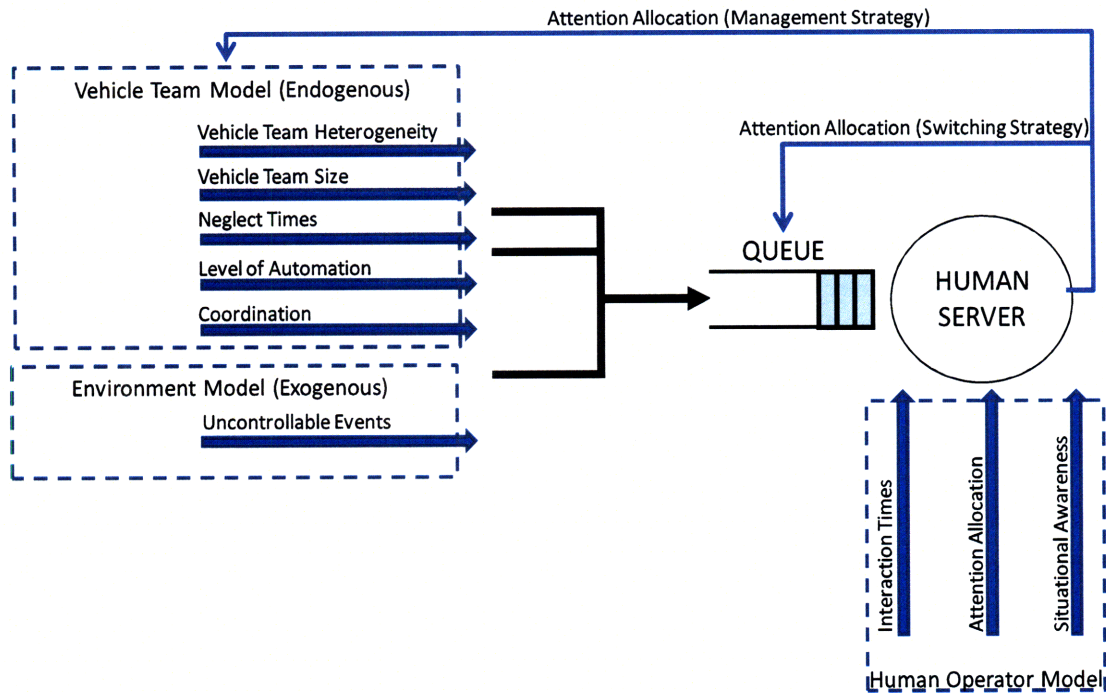 Attention Allocation (Management Strategy)
Vehicle Team Model (Endogenous)
Vehicle Team Heterogeneity
Attention Allocation (Switching Strategy)
Vehicle Team Size
Neglect Times
Level of Automation
Coordination
QUEUE
HUMAN
SERVER
Environment Model (Exogenous)
Uncontrollable Events
Interaction Times
Attention Allocation
Situational Awareness
Human Operator Model